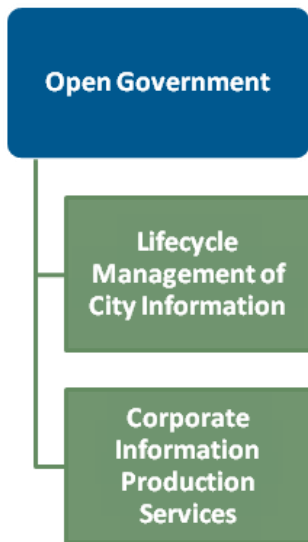 Open Government
Lifecycle
Management of
City Information
Corporate
Information
Production
Services